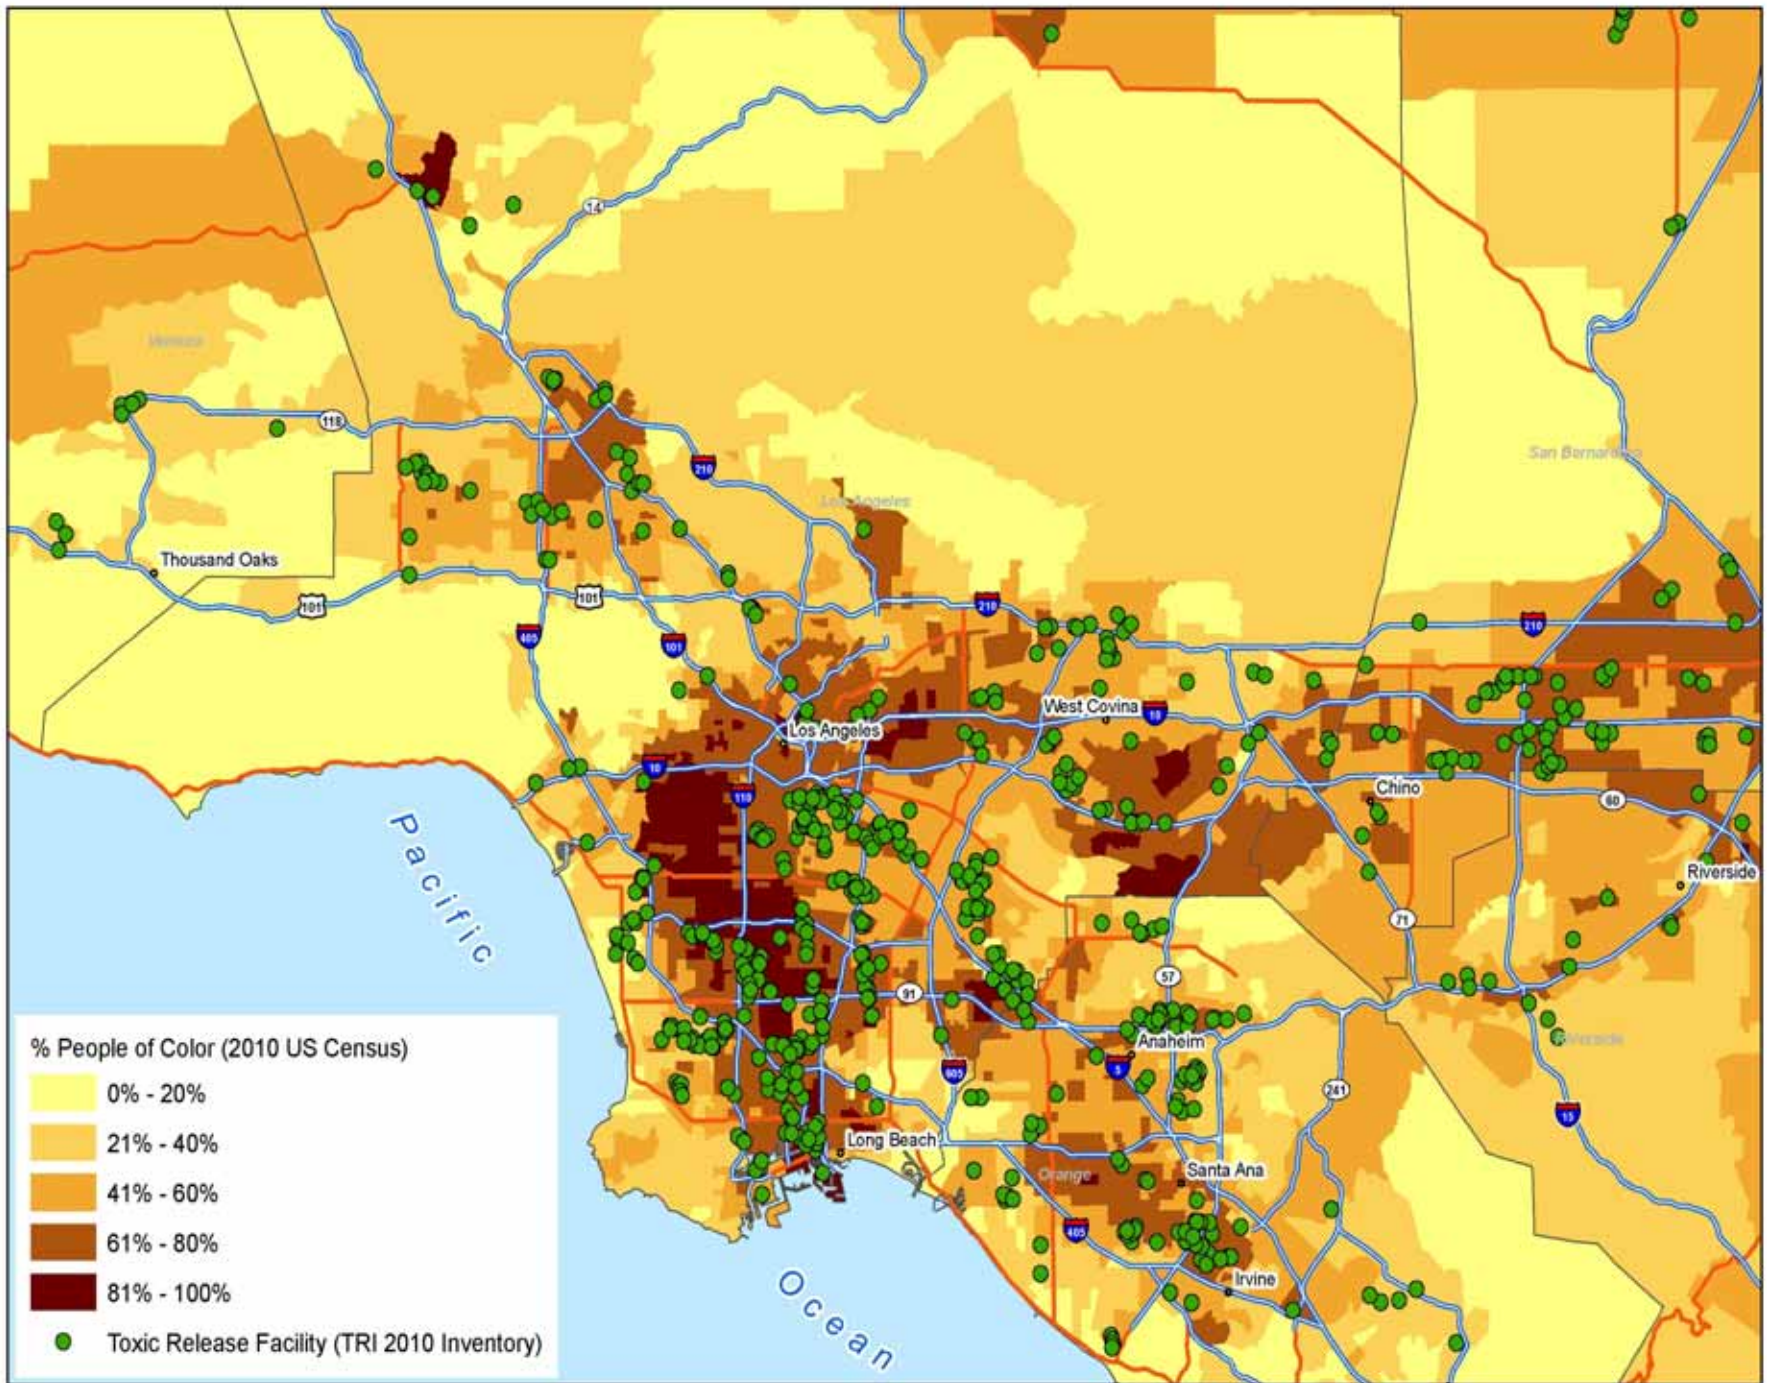 14
Ventura
118
210
San Bernardino
Los Angeles
Thousand Oaks
101
101
210
210
405
101
West Covina
10
Los Angeles
10
110
Chino
60
Riverside
Pacific
71
57
91
Anaheim
Riverside
605
5
241
15
Long Beach
Orange
Santa Ana
405
Irvine
Ocean
% People of Color (2010 US Census)
0% - 20%
21% - 40%
41% - 60%
61% - 80%
81% - 100%
Toxic Release Facility (TRI 2010 Inventory)